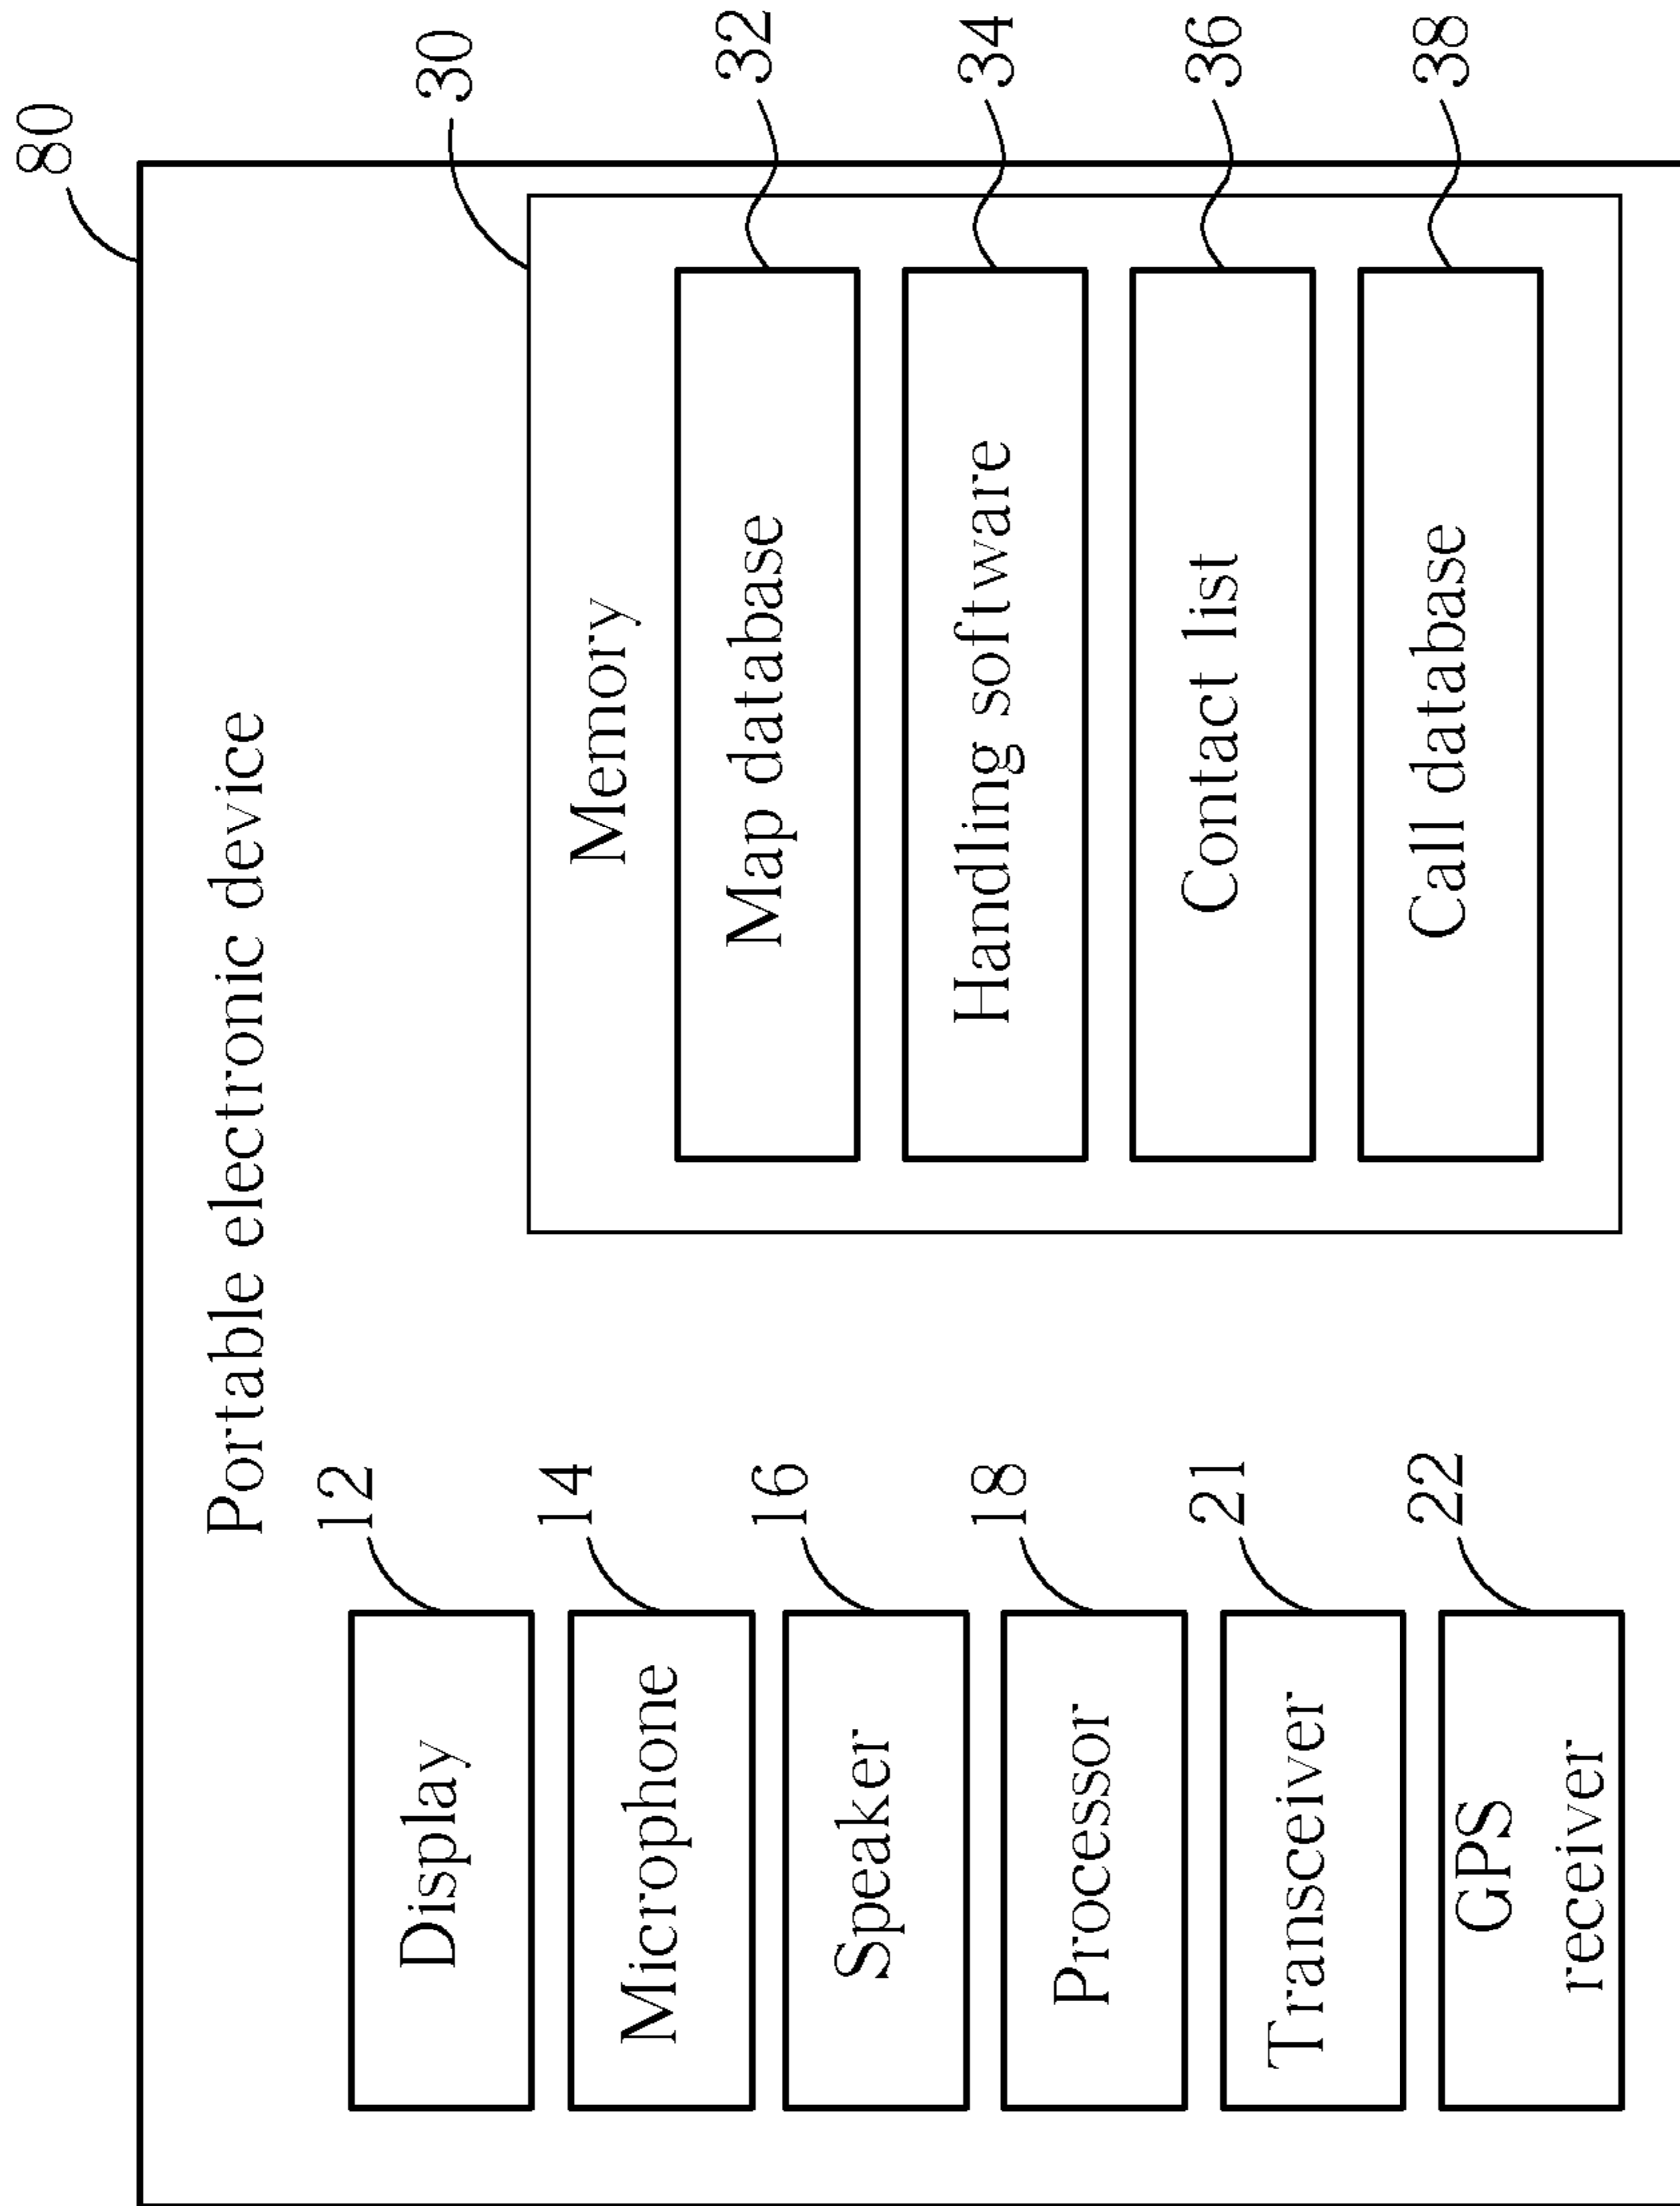 80
Portable electronic device
12
Display
14
Microphone
16
Speaker
18
Processor
21
Transceiver
22
GPS
receiver
30
Memory
32
Map database
34
Handling software
36
Contact list
38
Call database